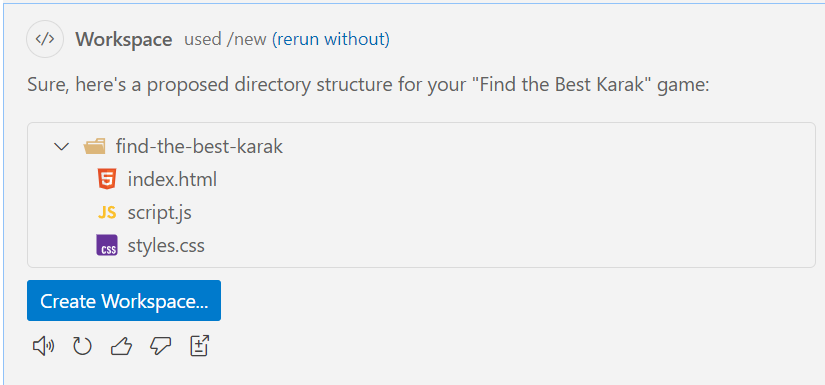 </> Workspace used /new (rerun without)
Sure, here's a proposed directory structure for your "Find the Best Karak" game:
find-the-best-karak
5 index.html
JS script.js
CSS styles.css
Create Workspace...